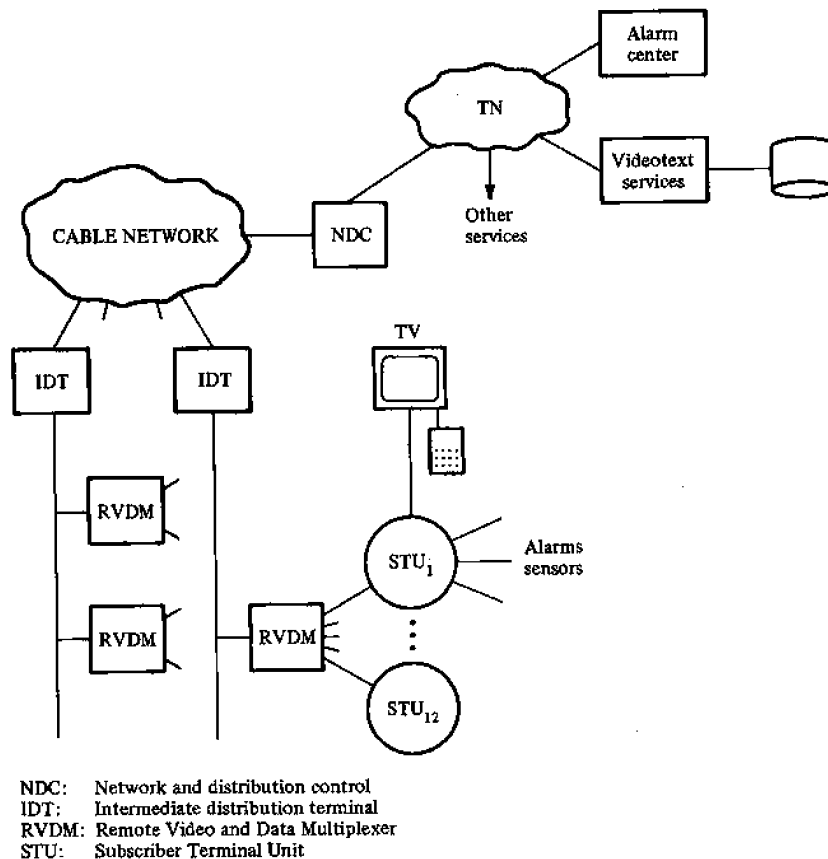 Alarm
center
TN
Videotext
services
Other
services
CABLE NETWORK
NDC
TV
IDT
IDT
RVDM
STU1
Alarms
sensors
RVDM
RVDM
STU12
NDC: Network and distribution control
IDT: Intermediate distribution terminal
RVDM: Remote Video and Data Multiplexer
STU: Subscriber Terminal Unit